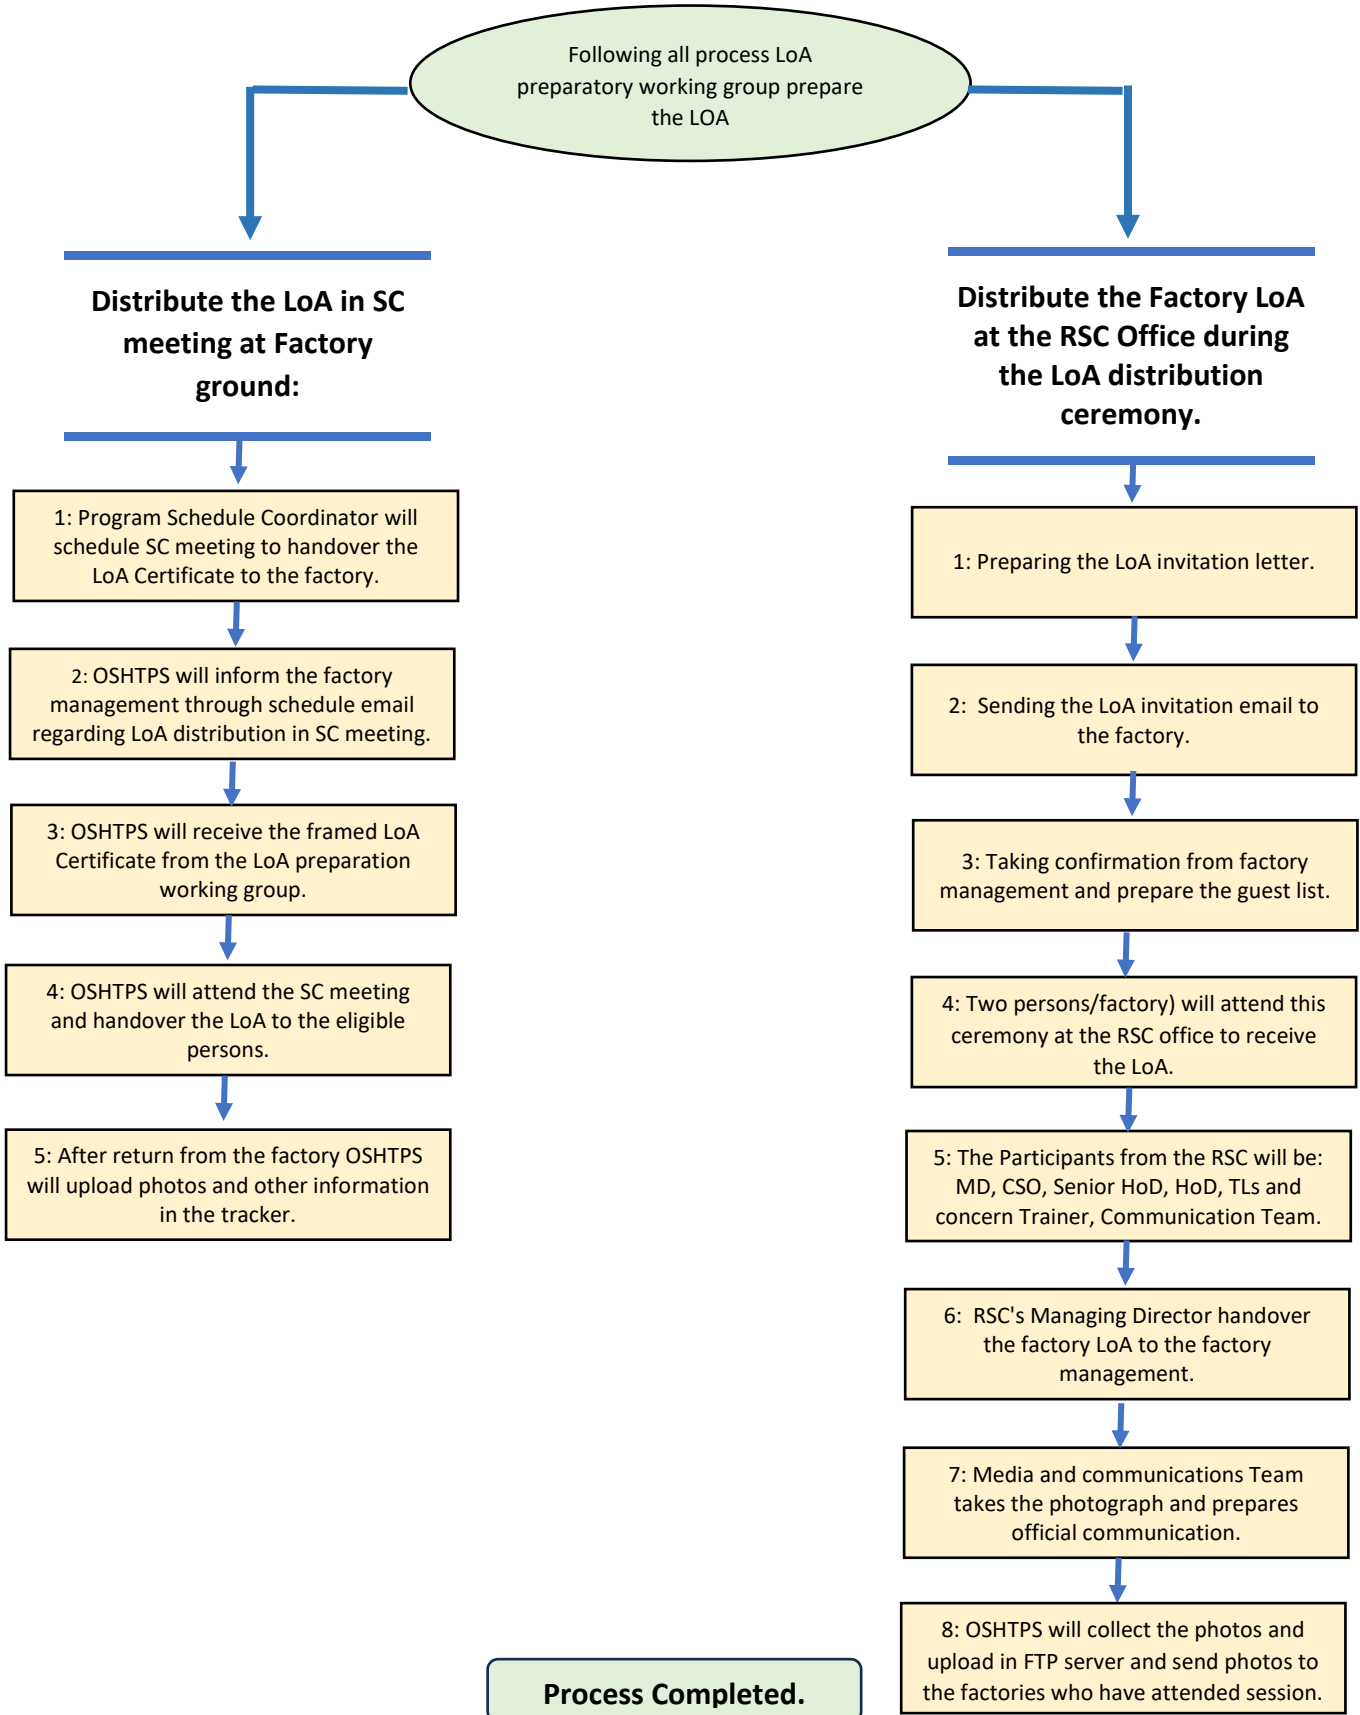 Following all process LoA
preparatory working group prepare
the LOA
Distribute the LoA in SC
meeting at Factory
ground:
1: Program Schedule Coordinator will
schedule SC meeting to handover the
LoA Certificate to the factory.
2: OSHTPS will inform the factory
management through schedule email
regarding LoA distribution in SC meeting.
3: OSHTPS will receive the framed LoA
Certificate from the LoA preparation
working group.
4: OSHTPS will attend the SC meeting
and handover the LoA to the eligible
persons.
5: After return from the factory OSHTPS
will upload photos and other information
in the tracker.
Distribute the Factory LoA
at the RSC Office during
the LoA distribution
ceremony.
1: Preparing the LoA invitation letter.
2:  Sending the LoA invitation email to
the factory.
3: Taking confirmation from factory
management and prepare the guest list.
4: Two persons/factory) will attend this
ceremony at the RSC office to receive
the LoA.
5: The Participants from the RSC will be:
MD, CSO, Senior HoD, HoD, TLs and
concern Trainer, Communication Team.
6:  RSC's Managing Director handover
the factory LoA to the factory
management.
7: Media and communications Team
takes the photograph and prepares
official communication.
8: OSHTPS will collect the photos and
upload in FTP server and send photos to
the factories who have attended session.
Process Completed.